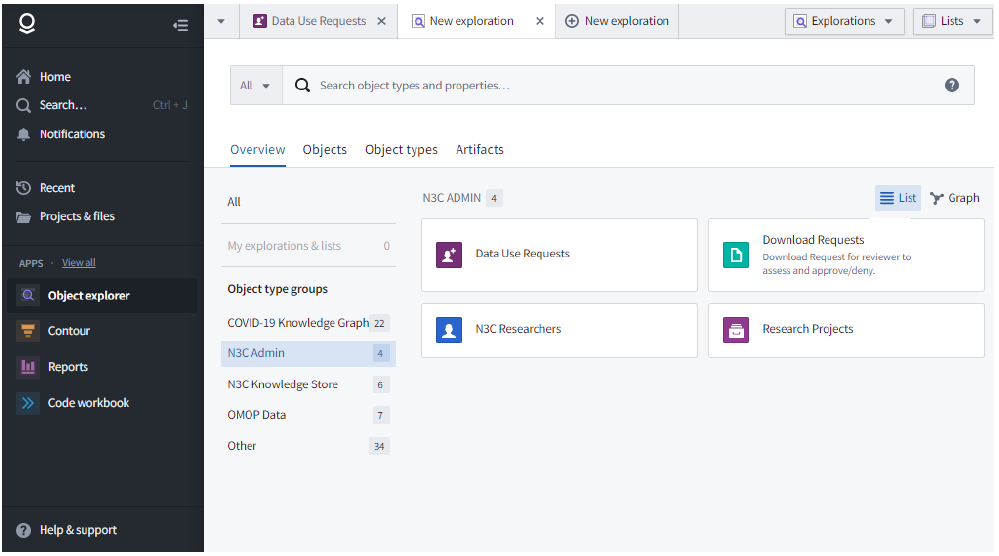 Home
Search… Ctrl + J
Notifications
Recent
Projects & files
APPS · View all
Object explorer
Contour
Reports
Code workbook
Help & support
Data Use Requests
New exploration
New exploration
Explorations
Lists
All
Search object types and properties…
Overview Objects Object types Artifacts
All
My explorations & lists 0
Object type groups
COVID-19 Knowledge Graph 22
N3C Admin 4
N3C Knowledge Store 6
OMOP Data 7
Other 34
N3C ADMIN 4
List Graph
Data Use Requests
Download Requests
Download Request for reviewer to
assess and approve/deny.
N3C Researchers
Research Projects